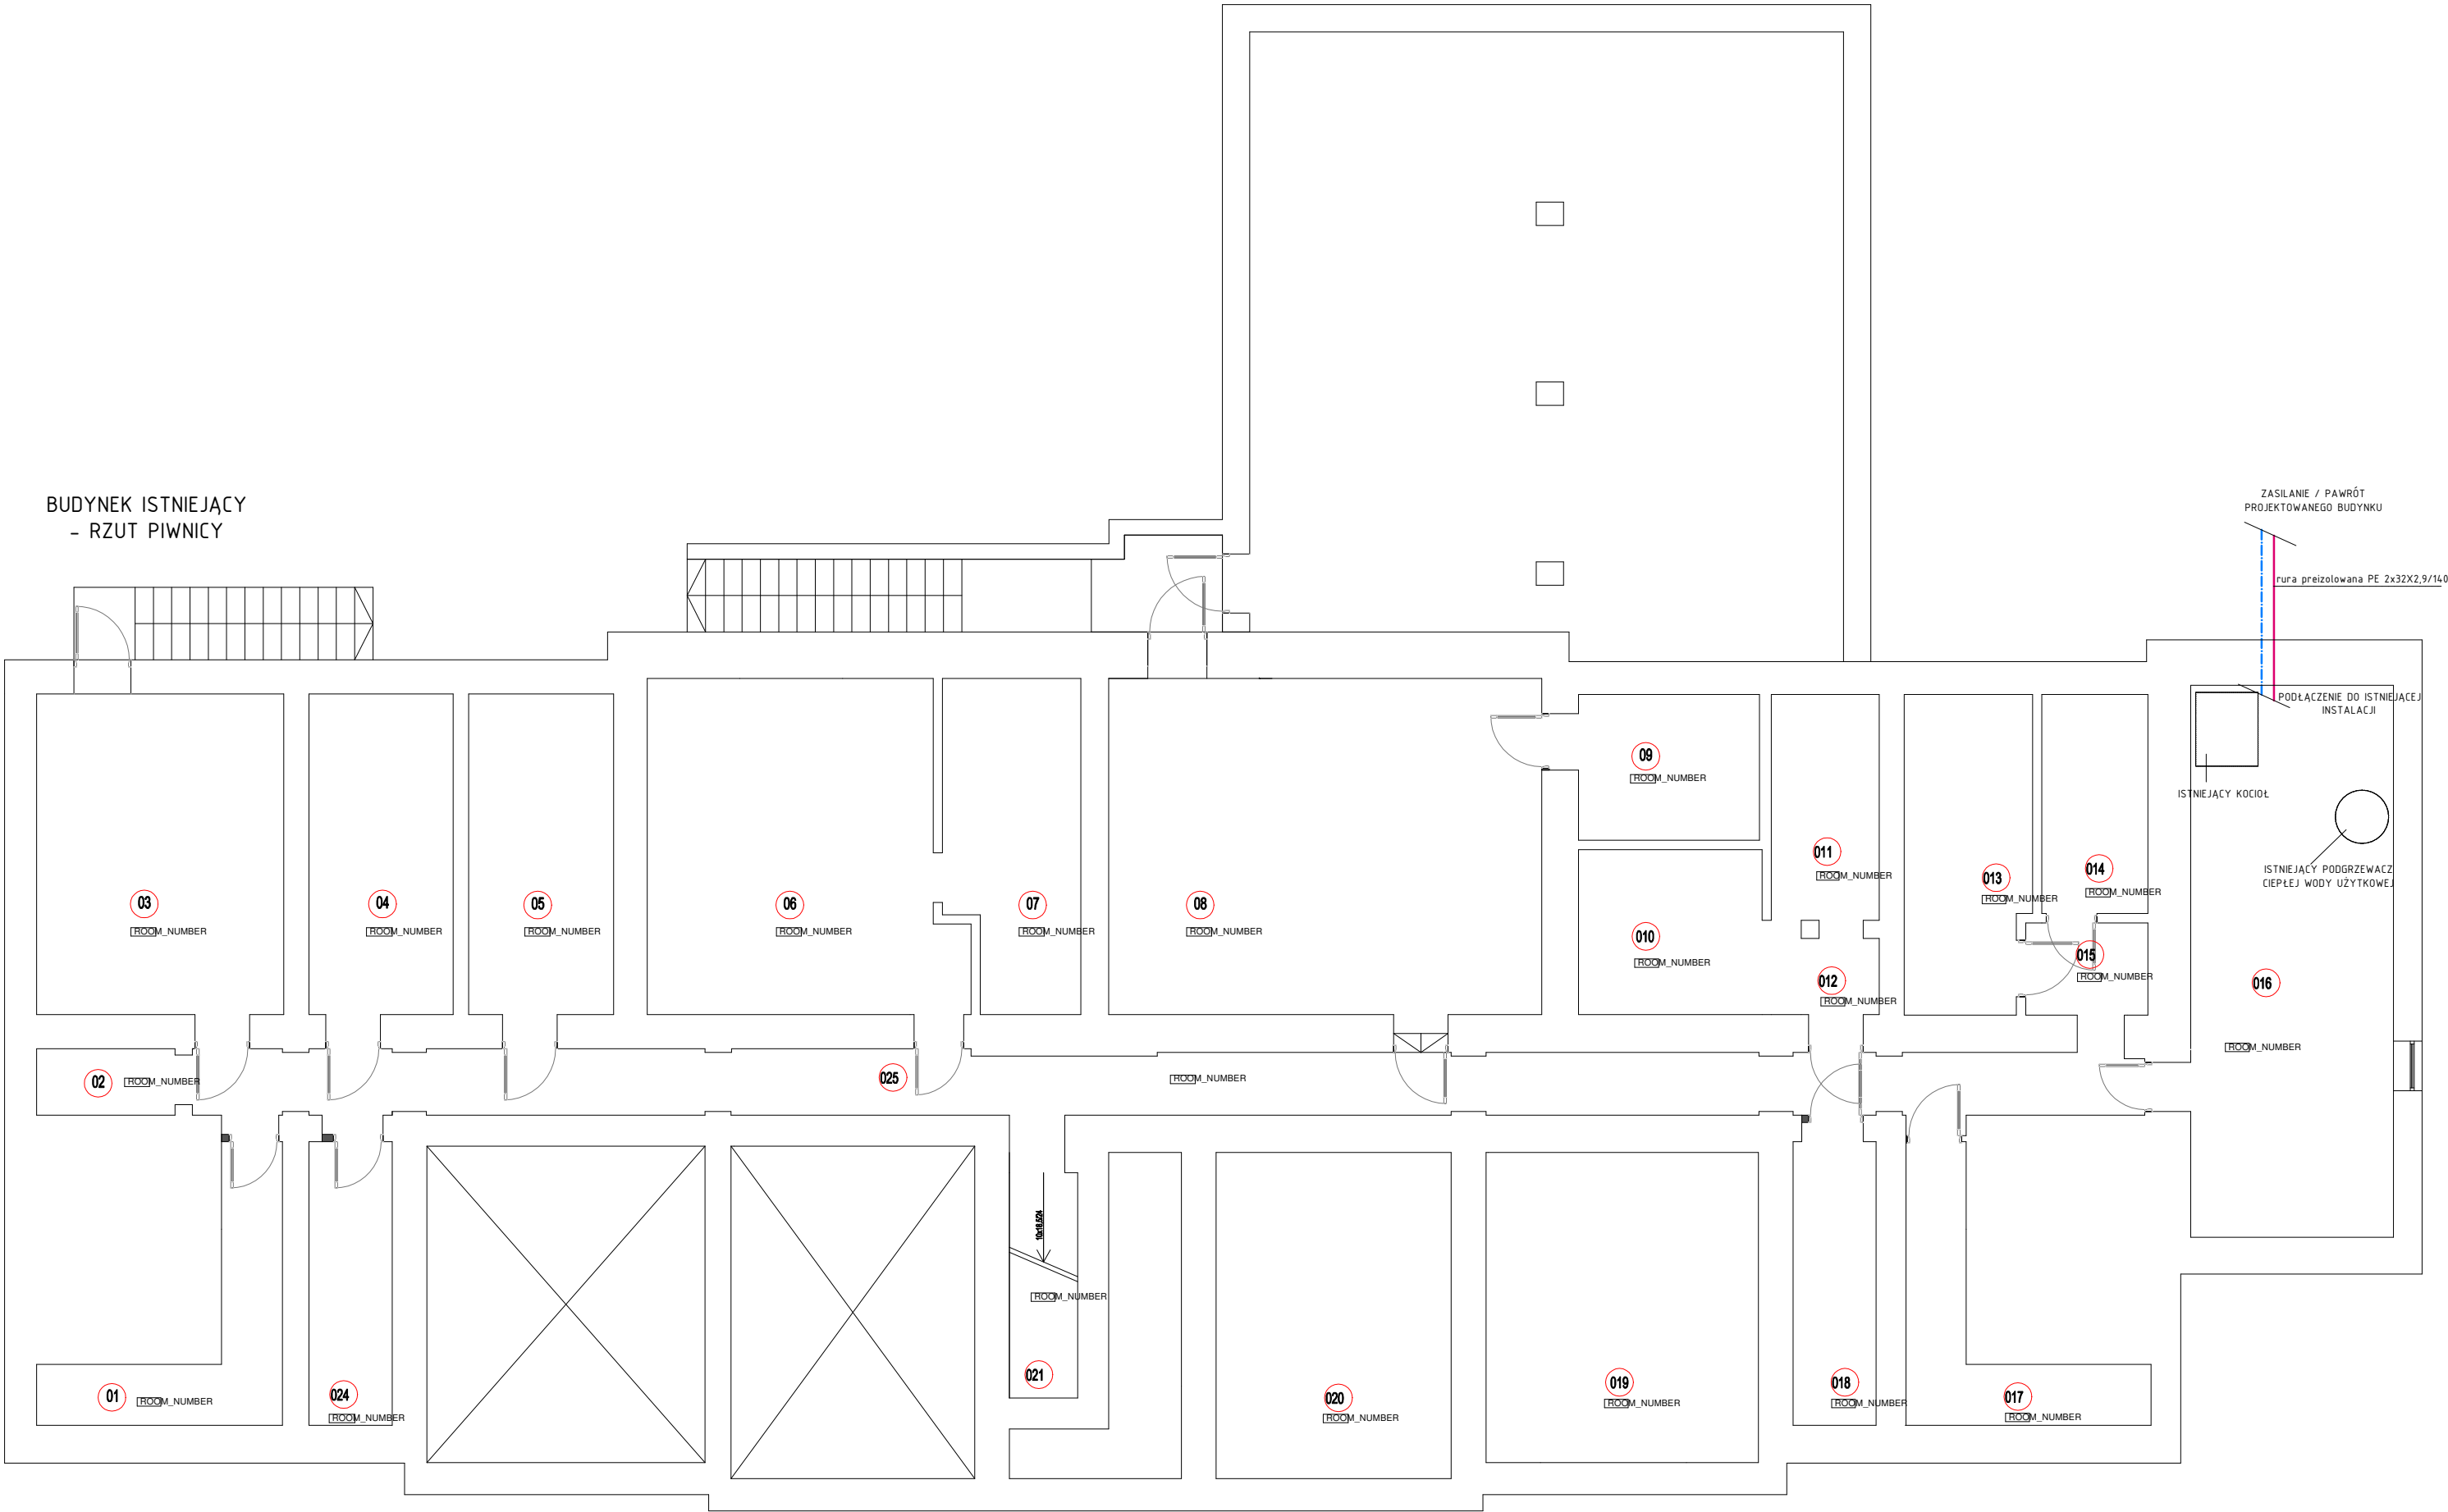 ZASILANIE / PAWRÓT
PROJEKTOWANEGO BUDYNKU
BUDYNEK ISTNIEJĄCY
- RZUT PIWNICY
rura preizolowana PE 2x32X2,9/140
PODŁĄCZENIE DO ISTNIEJĄCEJ
INSTALACJI
09
ROOM_NUMBER
ISTNIEJĄCY KOCIOŁ
011
ROOM_NUMBER
ISTNIEJĄCY PODGRZEWACZ
CIEPŁEJ WODY UŻYTKOWEJ
013
ROOM_NUMBER
014
ROOM_NUMBER
03
ROOM_NUMBER
04
ROOM_NUMBER
05
ROOM_NUMBER
06
ROOM_NUMBER
07
ROOM_NUMBER
08
ROOM_NUMBER
010
ROOM_NUMBER
012
ROOM_NUMBER
015
ROOM_NUMBER
016
ROOM_NUMBER
02
ROOM_NUMBER
025
ROOM_NUMBER
10x18,5/24
ROOM_NUMBER
021
01
ROOM_NUMBER
024
ROOM_NUMBER
020
ROOM_NUMBER
019
ROOM_NUMBER
018
ROOM_NUMBER
017
ROOM_NUMBER